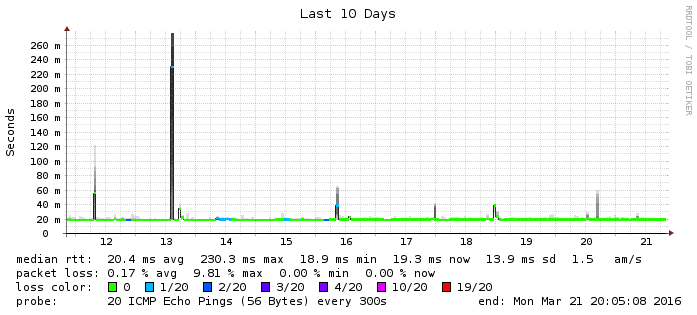 Last 10 Days
RRDTOOL / TOBI OETIKER
Seconds
260 m
240 m
220 m
200 m
180 m
160 m
140 m
120 m
100 m
80 m
60 m
40 m
20 m
0
12 13 14 15 16 17 18 19 20 21
median rtt: 20.4 ms avg 230.3 ms max 18.9 ms min 19.3 ms now 13.9 ms sd 1.5 am/s
packet loss: 0.17 % avg 9.81 % max 0.00 % min 0.00 % now
loss color: 0 1/20 2/20 3/20 4/20 10/20 19/20
probe: 20 ICMP Echo Pings (56 Bytes) every 300s end: Mon Mar 21 20:05:08 2016